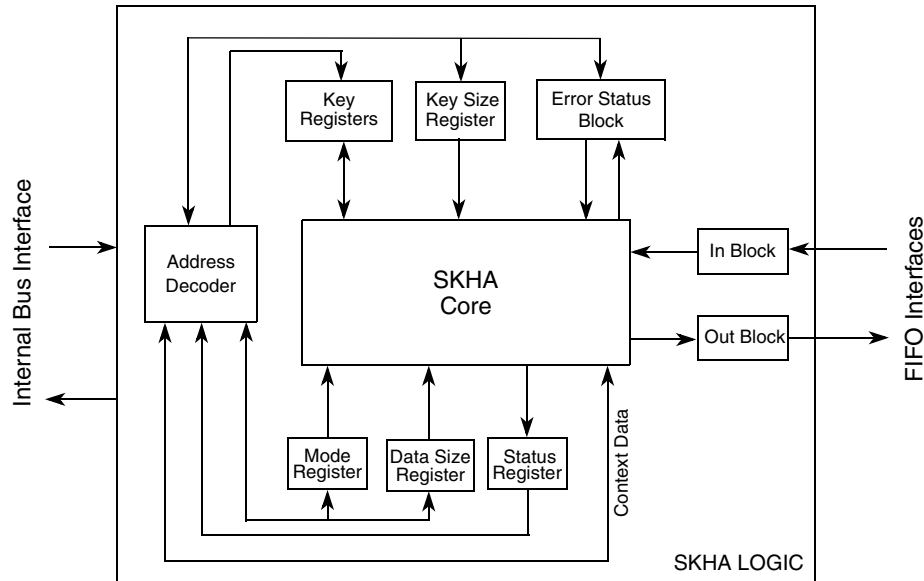 Key
Registers
Key Size
Register
Error Status
Block
Internal Bus Interface
Address
Decoder
SKHA
Core
In Block
Out Block
FIFO Interfaces
Mode
Register
Data Size
Register
Status
Register
Context Data
SKHA LOGIC